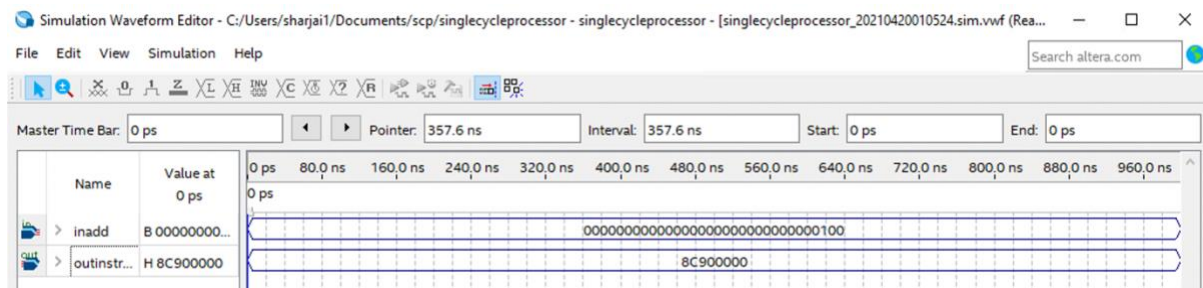 Simulation Waveform Editor - C:/Users/sharjai1/Documents/scp/singlecycleprocessor - singlecycleprocessor - [singlecycleprocessor_20210420010524.sim.vwf (Rea...
File Edit View Simulation Help
Search altera.com
Master Time Bar: 0 ps Pointer: 357.6 ns Interval: 357.6 ns Start: 0 ps End: 0 ps
Name Value at 0 ps 0 ps 80.0 ns 160.0 ns 240.0 ns 320.0 ns 400.0 ns 480.0 ns 560.0 ns 640.0 ns 720.0 ns 800.0 ns 880.0 ns 960.0 ns
0 ps
inadd B 00000000... 00000000000000000000000000000100
outinstr... H 8C900000 8C900000